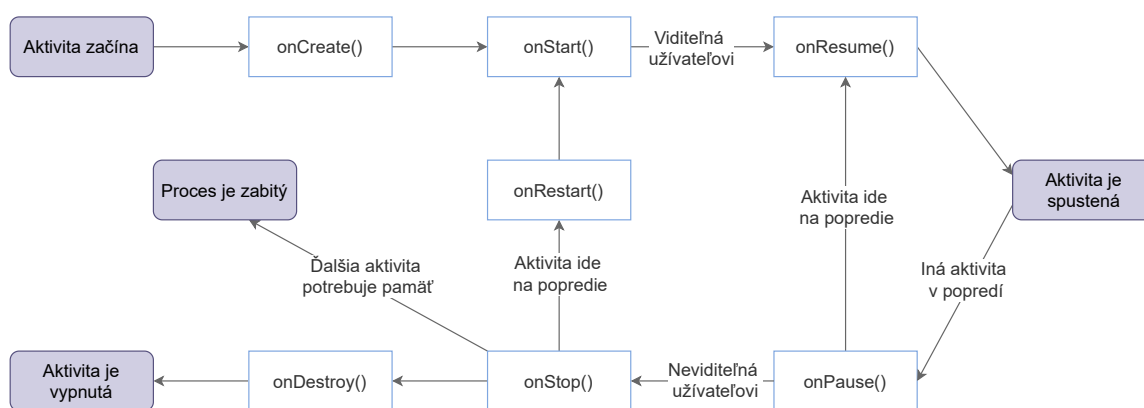 Aktivita začína
onCreate()
onStart()
Viditeľná
užívateľovi
onResume()
Proces je zabitý
onRestart()
Aktivita ide
na popredie
Aktivita je
spustená
Ďalšia aktivita
potrebuje pamäť
Aktivita ide
na popredie
Iná aktivita
v popredí
Aktivita je
vypnutá
onDestroy()
onStop()
Neviditeľná
užívateľovi
onPause()